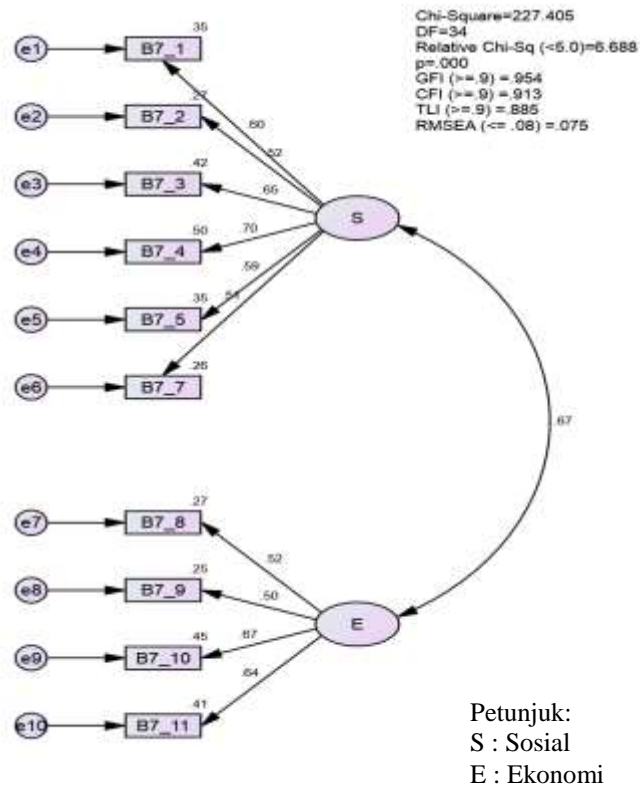 Chi-Square=227.405
DF=34
Relative Chi-Sq (<5.0)=6.688
p=.000
GFI (>=.9) =.954
CFI (>=.9) =.913
TLI (>=.9) =.885
RMSEA (<= .08) =.075
.35
e1 B7_1
.27
e2 B7_2
.60
.52
.42
e3 B7_3
.65
S
.50
.70
e4 B7_4
.59
.35
e5 B7_5
.26
e6 B7_7
.67
.27
e7 B7_8
.52
.25
e8 B7_9
.50
E
.45
.67
e9 B7_10
.64
.41
e10 B7_11
Petunjuk:
S : Sosial
E : Ekonomi